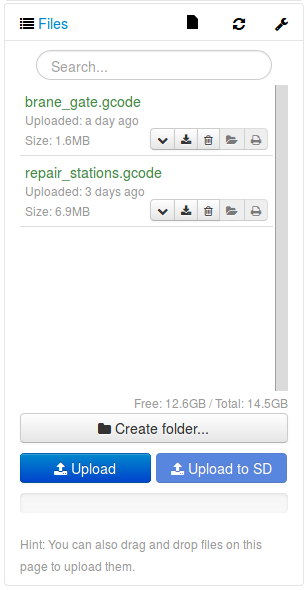 Files
Search...
brane_gate.gcode
Uploaded: a day ago
Size: 1.6MB
repair_stations.gcode
Uploaded: 3 days ago
Size: 6.9MB
Free: 12.6GB / Total: 14.5GB
Create folder...
Upload
Upload to SD
Hint: You can also drag and drop files on this
page to upload them.